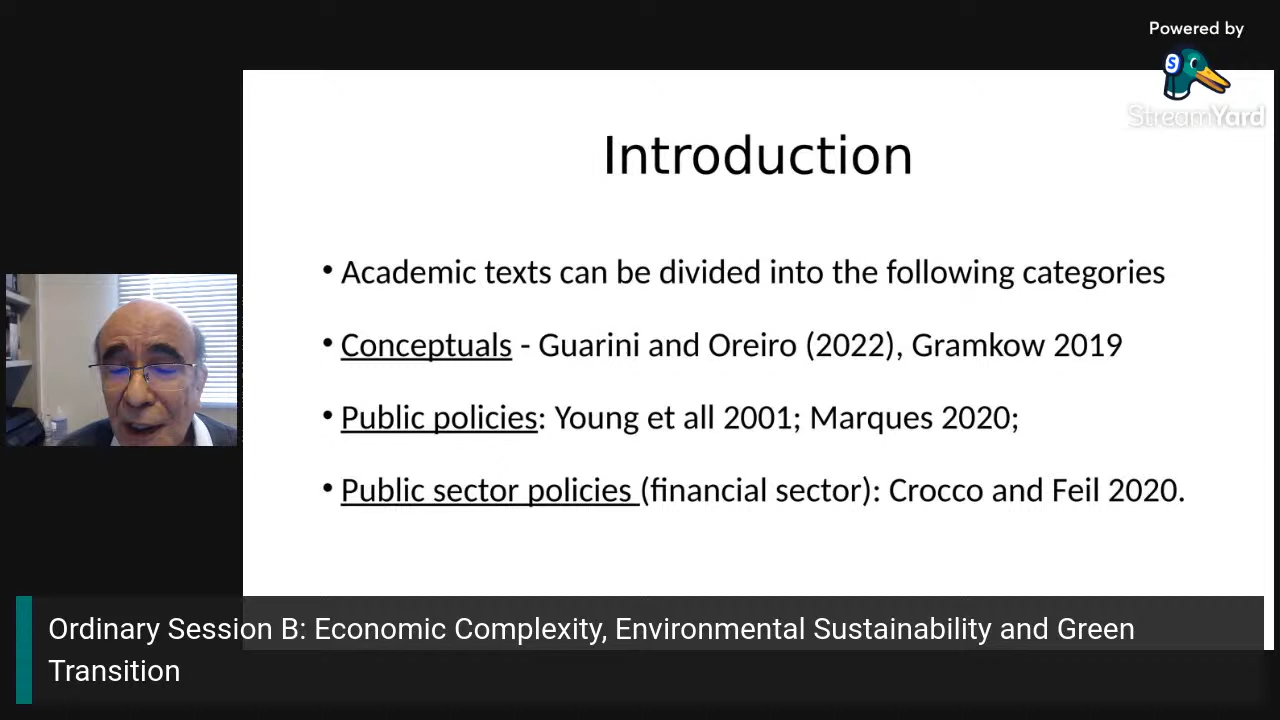 Powered by
S
StreamYard
Introduction
• Academic texts can be divided into the following categories
• Conceptuals - Guarini and Oreiro (2022), Gramkow 2019
• Public policies: Young et all 2001; Marques 2020;
• Public sector policies (financial sector): Crocco and Feil 2020.
Ordinary Session B: Economic Complexity, Environmental Sustainability and Green
Transition